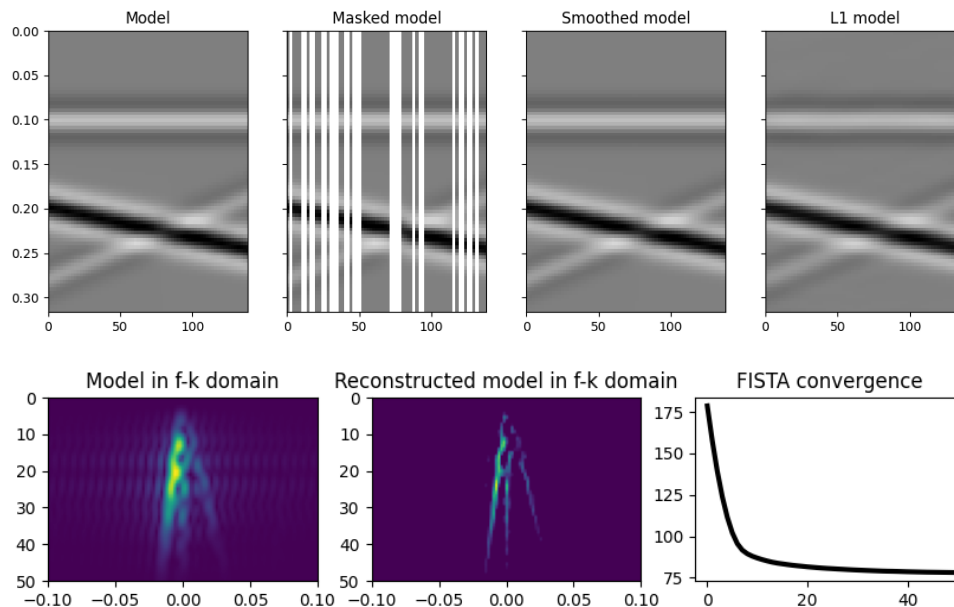 Model Masked model Smoothed model L1 model
0.00
0.05
0.10
0.15
0.20
0.25
0.30
0 50 100 0 50 100 0 50 100 0 50 100
Model in f-k domain Reconstructed model in f-k domain FISTA convergence
0 0 175
10 10 150
20 20 125
30 30
40 40 100
50 50 75
−0.10 −0.05 0.00 0.05 0.10 −0.10 −0.05 0.00 0.05 0.10 0 20 40